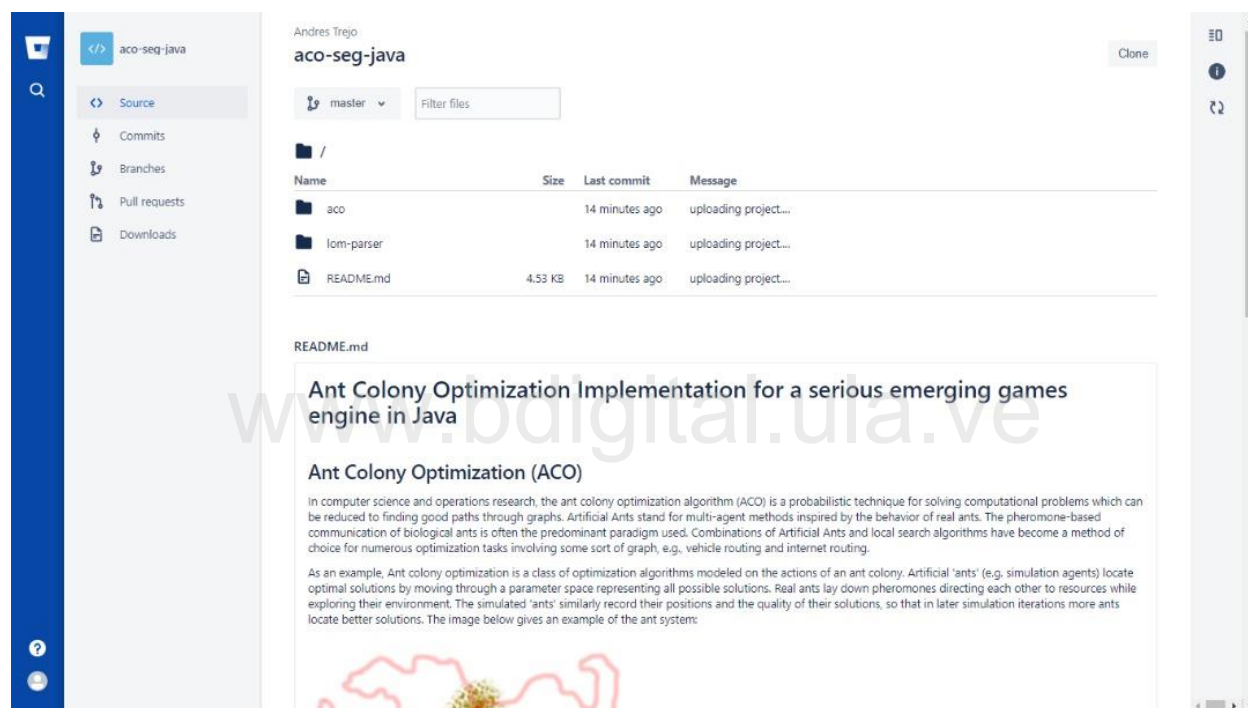 </> aco-seg-java
Source
Commits
Branches
Pull requests
Downloads
Andres Trejo
aco-seg-java
Clone
master
Filter files
/
Name Size Last commit Message
aco 14 minutes ago uploading project....
lom-parser 14 minutes ago uploading project....
README.md 4.53 KB 14 minutes ago uploading project....
README.md
Ant Colony Optimization Implementation for a serious emerging games
engine in Java
www.bdigital.ula.ve
Ant Colony Optimization (ACO)
In computer science and operations research, the ant colony optimization algorithm (ACO) is a probabilistic technique for solving computational problems which can
be reduced to finding good paths through graphs. Artificial Ants stand for multi-agent methods inspired by the behavior of real ants. The pheromone-based
communication of biological ants is often the predominant paradigm used. Combinations of Artificial Ants and local search algorithms have become a method of
choice for numerous optimization tasks involving some sort of graph, e.g., vehicle routing and internet routing.
As an example, Ant colony optimization is a class of optimization algorithms modeled on the actions of an ant colony. Artificial 'ants' (e.g. simulation agents) locate
optimal solutions by moving through a parameter space representing all possible solutions. Real ants lay down pheromones directing each other to resources while
exploring their environment. The simulated 'ants' similarly record their positions and the quality of their solutions, so that in later simulation iterations more ants
locate better solutions. The image below gives an example of the ant system: